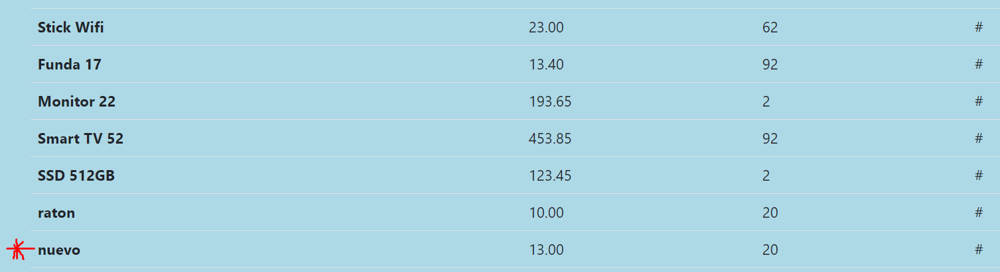 Stick Wifi 23.00 62 #
Funda 17 13.40 92 #
Monitor 22 193.65 2 #
Smart TV 52 453.85 92 #
SSD 512GB 123.45 2 #
raton 10.00 20 #
nuevo 13.00 20 #